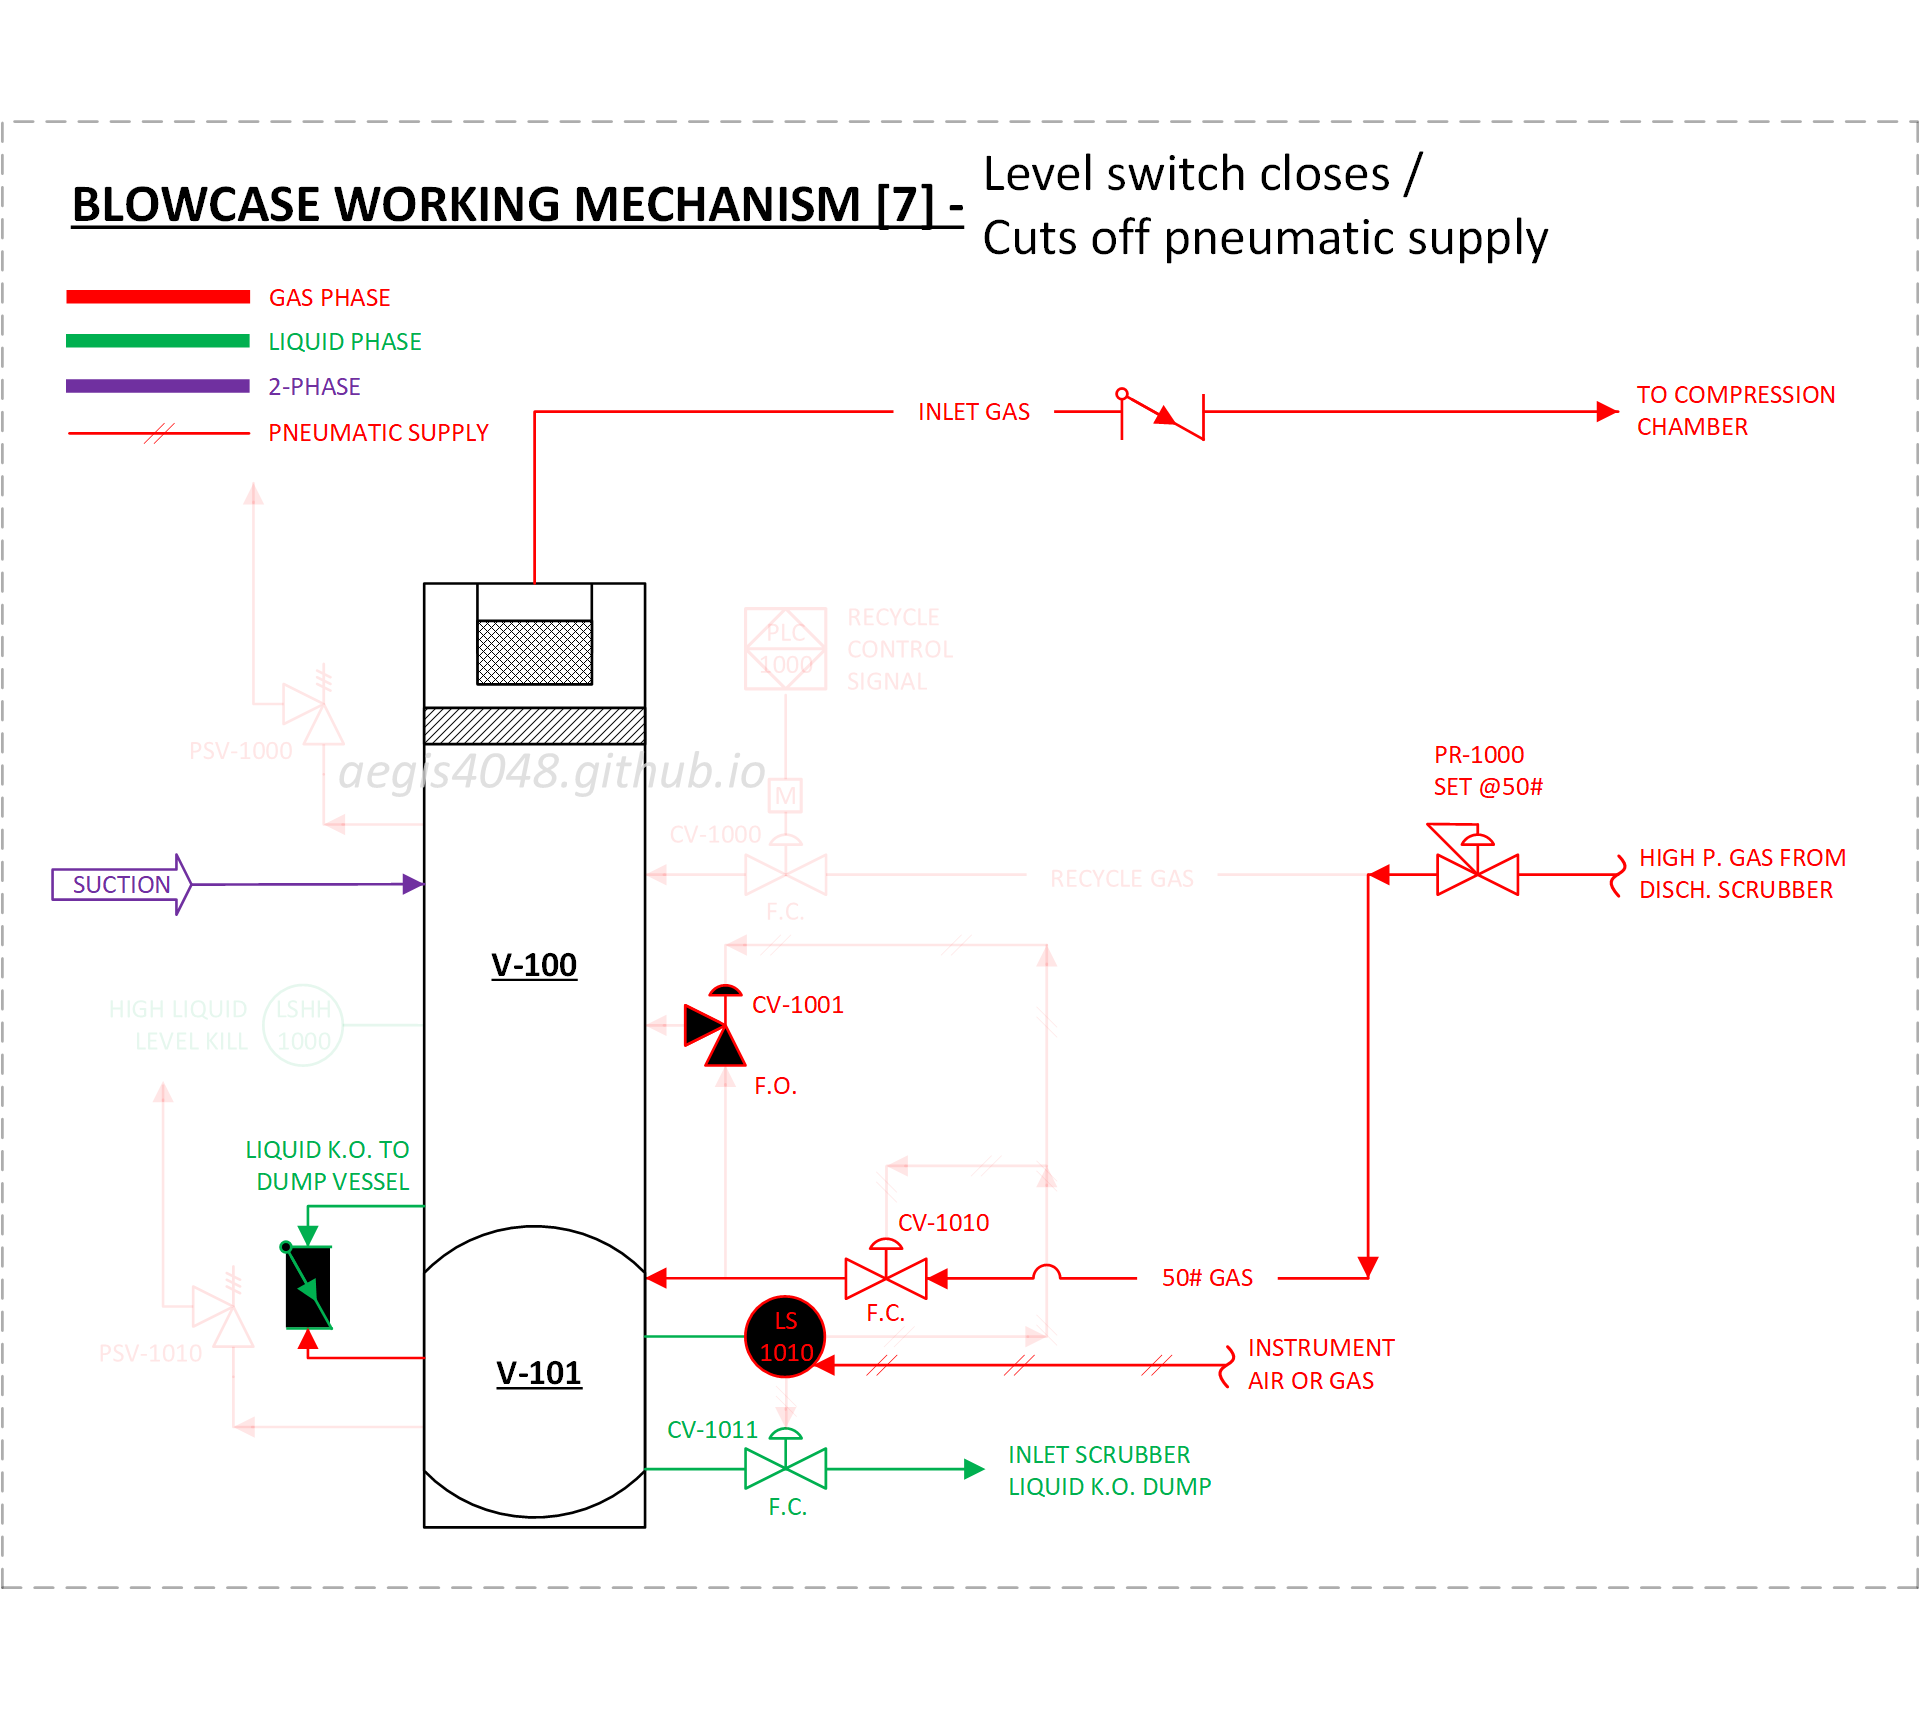 BLOWCASE WORKING MECHANISM [7] -
Level switch closes /
Cuts off pneumatic supply
GAS PHASE
LIQUID PHASE
2-PHASE
PNEUMATIC SUPPLY
INLET GAS
TO COMPRESSION
CHAMBER
PLC
1000
RECYCLE
CONTROL
SIGNAL
PSV-1000
aegis4048.github.io
M
CV-1000
PR-1000
SET @50#
SUCTION
RECYCLE GAS
HIGH P. GAS FROM
DISCH. SCRUBBER
F.C.
V-100
HIGH LIQUID
LEVEL KILL
LSHH
1000
CV-1001
F.O.
LIQUID K.O. TO
DUMP VESSEL
CV-1010
50# GAS
F.C.
PSV-1010
V-101
LS
1010
INSTRUMENT
AIR OR GAS
CV-1011
F.C.
INLET SCRUBBER
LIQUID K.O. DUMP